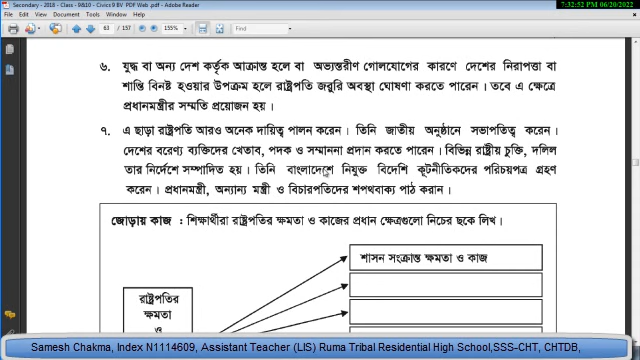 Secondary - 2018 - Class - 9&10 - Civics 9 BV PDF Web .pdf - Adobe Reader
7:32:52 PM 06/20/2022
File Edit View Document Tools Window Help
63 / 157 155% Find
৬. যুদ্ধ বা অন্য দেশ কর্তৃক আক্রান্ত হলে বা অভ্যন্তরীণ গোলযোগের কারণে দেশের নিরাপত্তা বা
শান্তি বিনষ্ট হওয়ার উপক্রম হলে রাষ্ট্রপতি জরুরি অবস্থা ঘোষণা করতে পারেন। তবে এ ক্ষেত্রে
প্রধানমন্ত্রীর সম্মতি প্রয়োজন হয়।
৭. এ ছাড়া রাষ্ট্রপতি আরও অনেক দায়িত্ব পালন করেন। তিনি জাতীয় অনুষ্ঠানে সভাপতিত্ব করেন।
দেশের বরেণ্য ব্যক্তিদের খেতাব, পদক ও সম্মাননা প্রদান করতে পারেন। বিভিন্ন রাষ্ট্রীয় চুক্তি, দলিল
তার নির্দেশে সম্পাদিত হয়। তিনি বাংলাদেশে নিযুক্ত বিদেশি কূটনীতিকদের পরিচয়পত্র গ্রহণ
করেন। প্রধানমন্ত্রী, অন্যান্য মন্ত্রী ও বিচারপতিদের শপথবাক্য পাঠ করান।
জোড়ায় কাজ : শিক্ষার্থীরা রাষ্ট্রপতির ক্ষমতা ও কাজের প্রধান ক্ষেত্রগুলো নিচের ছকে লিখ।
শাসন সংক্রান্ত ক্ষমতা ও কাজ
রাষ্ট্রপতির
ক্ষমতা
ও
Samesh Chakma, Index N1114609, Assistant Teacher (LIS) Ruma Tribal Residential High School,SSS-CHT, CHTDB,